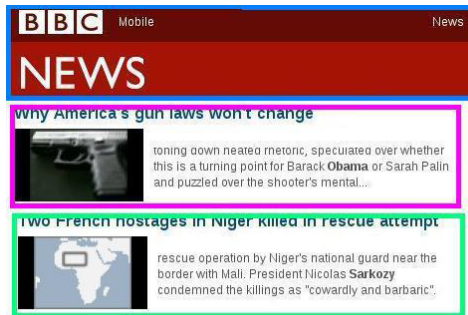 BBC Mobile News
NEWS
Why America's gun laws won't change
toning down heated rhetoric, speculated over whether
this is a turning point for Barack Obama or Sarah Palin
and puzzled over the shooter's mental...
Two French hostages in Niger killed in rescue attempt
rescue operation by Niger's national guard near the
border with Mali. President Nicolas Sarkozy
condemned the killings as "cowardly and barbaric".